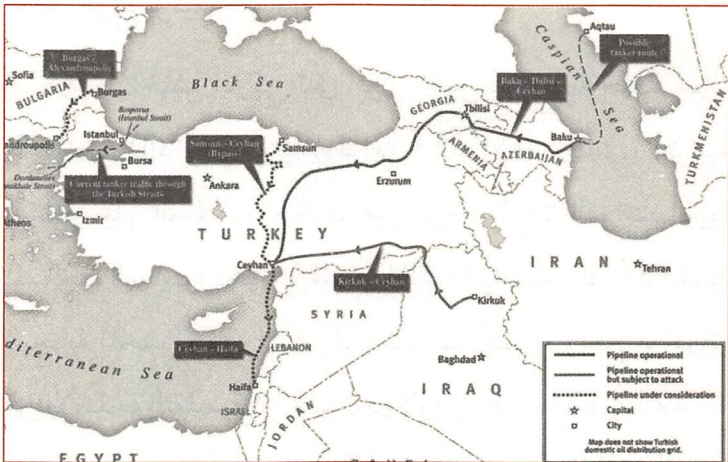 Aqtau
Possible
tanker route
Caspian
Sea
Burgas –
Alexandroupolis
Sofia
Black Sea
BULGARIA
Burgas
Baku – Tbilisi –
Ceyhan
GEORGIA
Tbilisi
Bosporus
(Istanbul Strait)
Istanbul
Samsun – Ceyhan
(Bypass)
Samsun
Baku
TURKMENISTAN
androupolis
ARMENIA
AZERBAIJAN
Bursa
Dardanelles
Ankara
Erzurum
Current tanker traffic through
the Turkish Straits
Athens
Izmir
TURKEY
Ceyhan
IRAN
Tehran
Kirkuk – Ceyhan
SYRIA
Kirkuk
Ceyhan – Haifa
LEBANON
diterranean Sea
Baghdad
Haifa
IRAQ
ISRAEL
JORDAN
EGYPT
Pipeline operational
Pipeline operational
but subject to attack
Pipeline under consideration
Capital
City
Map does not show Turkish
domestic oil distribution grid.